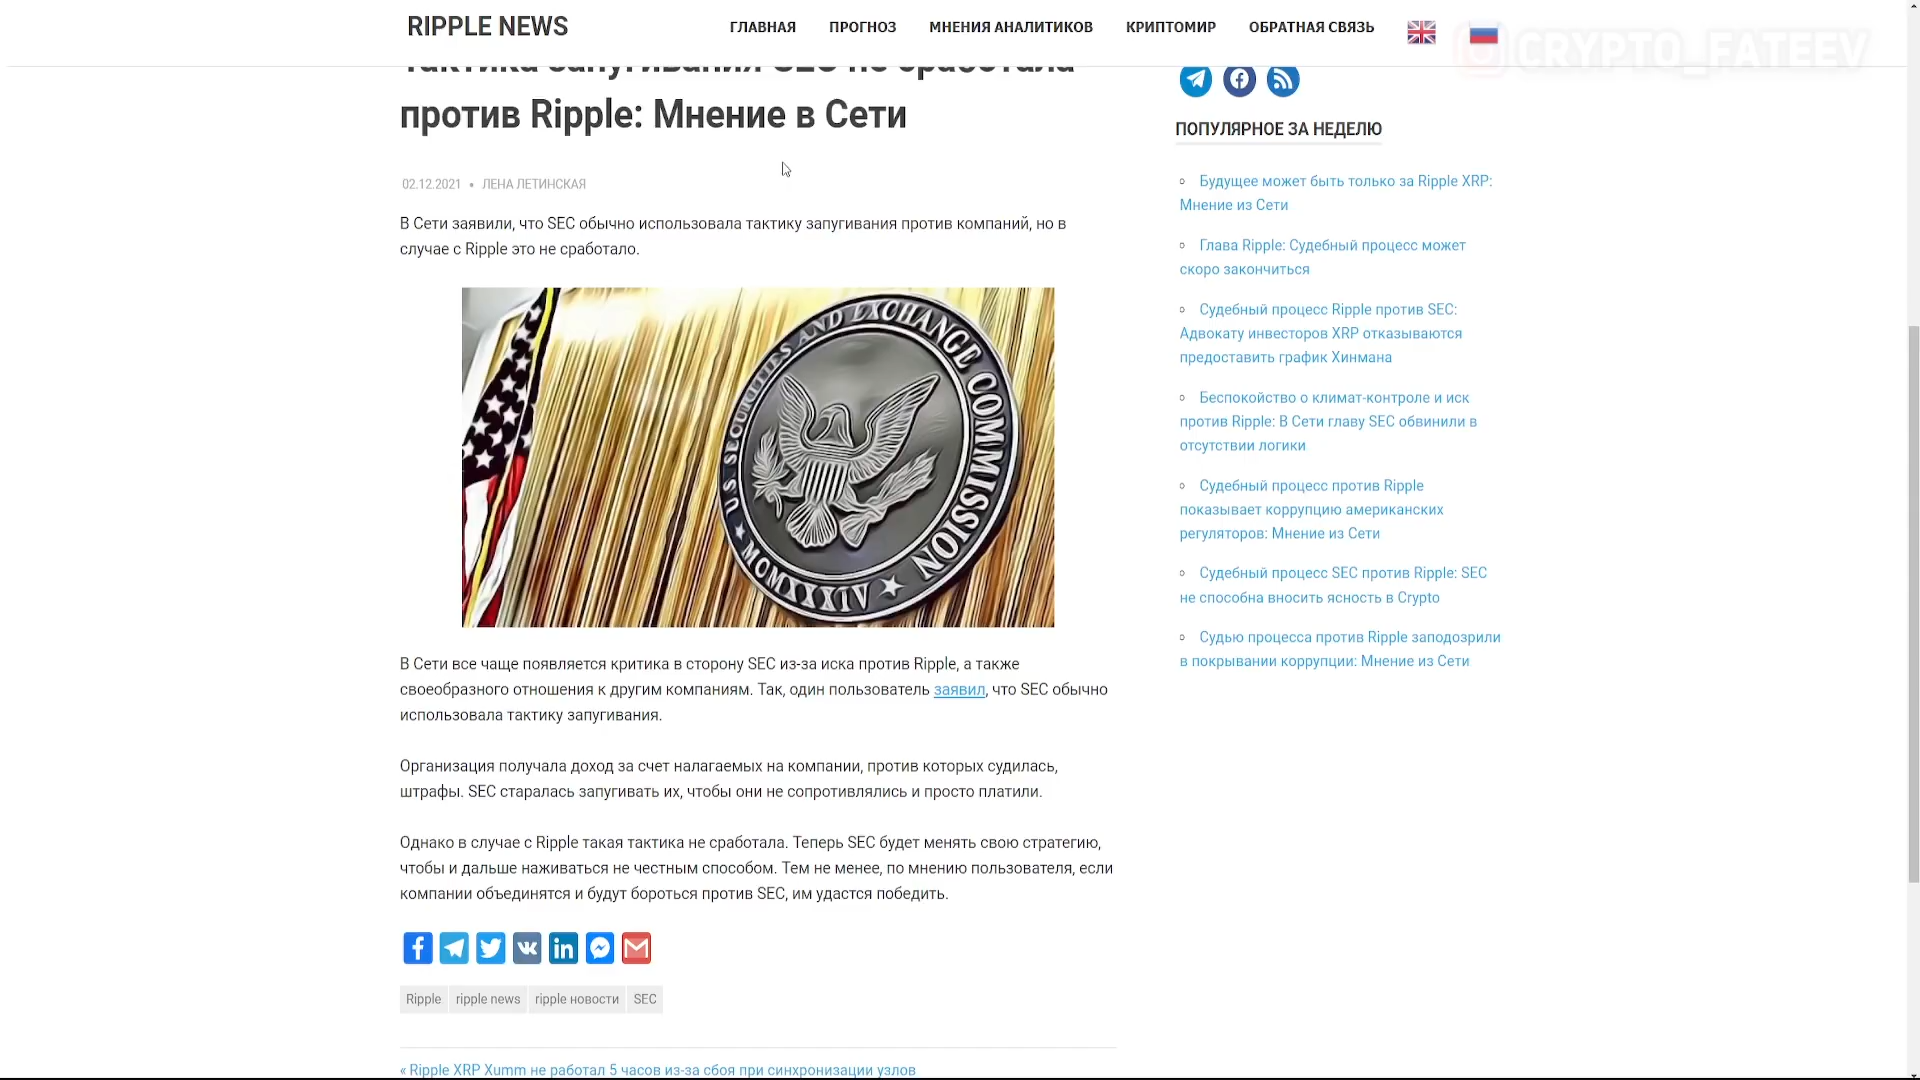 RIPPLE NEWS
ГЛАВНАЯ
ПРОГНОЗ
МНЕНИЯ АНАЛИТИКОВ
КРИПТОМИР
ОБРАТНАЯ СВЯЗЬ
CRYPTO_FATEEV
Тактика запугивания SEC не сработала
против Ripple: Мнение в Сети
02.12.2021 • ЛЕНА ЛЕТИНСКАЯ
В Сети заявили, что SEC обычно использовала тактику запугивания против компаний, но в
случае с Ripple это не сработало.
U.S. SECURITIES AND EXCHANGE COMMISSION
MCMXXXIV
В Сети все чаще появляется критика в сторону SEC из-за иска против Ripple, а также
своеобразного отношения к другим компаниям. Так, один пользователь заявил, что SEC обычно
использовала тактику запугивания.
Организация получала доход за счет налагаемых на компании, против которых судилась,
штрафы. SEC старалась запугивать их, чтобы они не сопротивлялись и просто платили.
Однако в случае с Ripple такая тактика не сработала. Теперь SEC будет менять свою стратегию,
чтобы и дальше наживаться не честным способом. Тем не менее, по мнению пользователя, если
компании объединятся и будут бороться против SEC, им удастся победить.
Ripple
ripple news
ripple новости
SEC
« Ripple XRP Xumm не работал 5 часов из-за сбоя при синхронизации узлов
ПОПУЛЯРНОЕ ЗА НЕДЕЛЮ
Будущее может быть только за Ripple XRP:
Мнение из Сети
Глава Ripple: Судебный процесс может
скоро закончиться
Судебный процесс Ripple против SEC:
Адвокату инвесторов XRP отказываются
предоставить график Хинмана
Беспокойство о климат-контроле и иск
против Ripple: В Сети главу SEC обвинили в
отсутствии логики
Судебный процесс против Ripple
показывает коррупцию американских
регуляторов: Мнение из Сети
Судебный процесс SEC против Ripple: SEC
не способна вносить ясность в Crypto
Судью процесса против Ripple заподозрили
в покрывании коррупции: Мнение из Сети